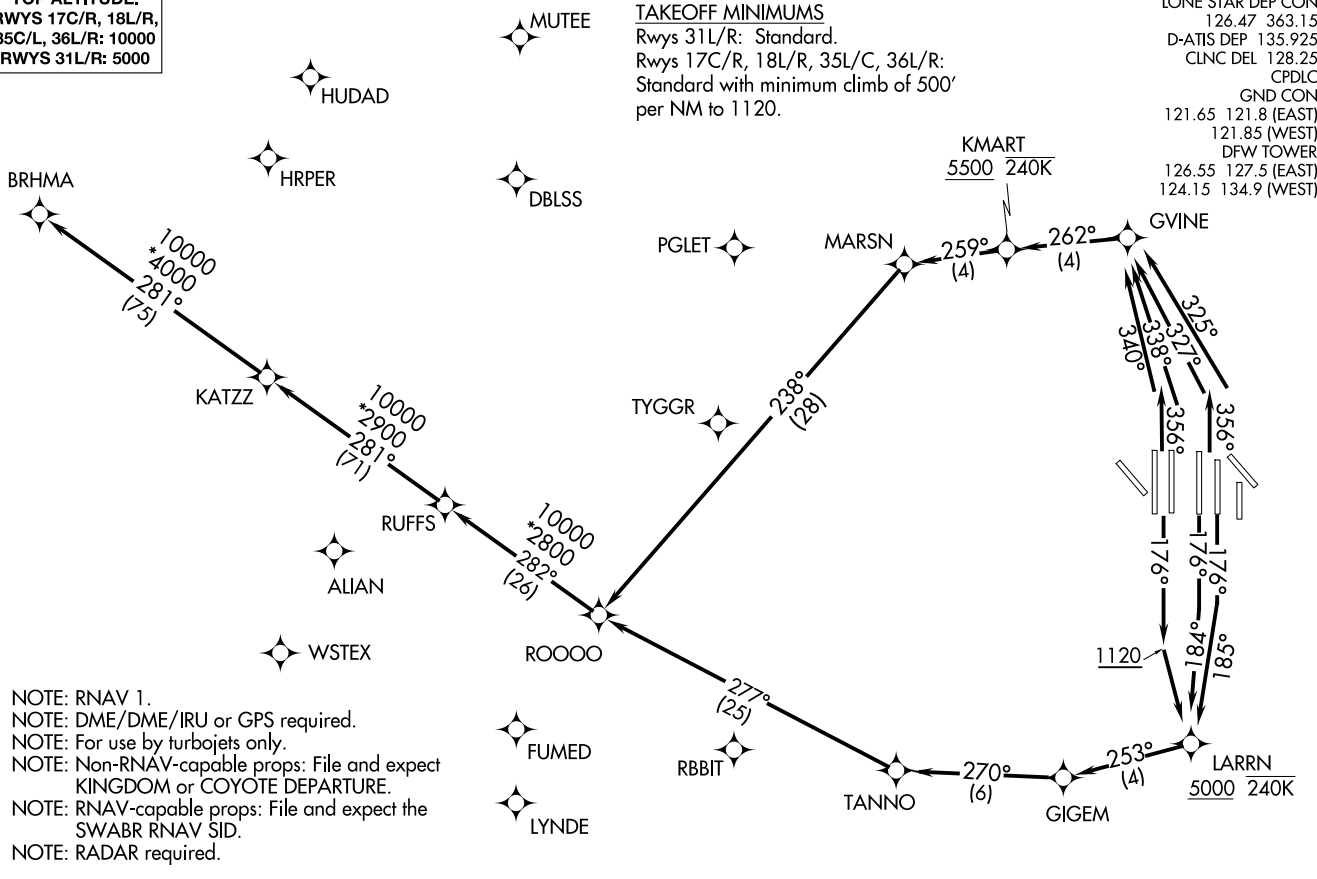 TOP ALTITUDE:
RWYS 17C/R, 18L/R,
35C/L, 36L/R: 10000
RWYS 31L/R: 5000
MUTEE
HUDAD
HRPER
DBLSS
BRHMA
TAKEOFF MINIMUMS
Rwys 31L/R: Standard.
Rwys 17C/R, 18L/R, 35L/C, 36L/R:
Standard with minimum climb of 500'
per NM to 1120.
LONE STAR DEP CON
126.47 363.15
D-ATIS DEP 135.925
CLNC DEL 128.25
CPDLC
GND CON
121.65 121.8 (EAST)
121.85 (WEST)
DFW TOWER
126.55 127.5 (EAST)
124.15 134.9 (WEST)
KMART
5500 240K
GVINE
MARSN
PGLET
259°
(4)
262°
(4)
10000
*4000
281°
(75)
KATZZ
10000
*2900
281°
(71)
RUFFS
10000
*2800
282°
(26)
ROOOO
TYGGR
238°
(28)
340°
338°
327°
325°
356°
356°
176°
176°
176°
184°
185°
1120
ALIAN
WSTEX
277°
(25)
FUMED
RBBIT
LYNDE
TANNO
270°
(6)
GIGEM
253°
(4)
LARRN
5000 240K
NOTE: RNAV 1.
NOTE: DME/DME/IRU or GPS required.
NOTE: For use by turbojets only.
NOTE: Non-RNAV-capable props: File and expect
KINGDOM or COYOTE DEPARTURE.
NOTE: RNAV-capable props: File and expect the
SWABR RNAV SID.
NOTE: RADAR required.